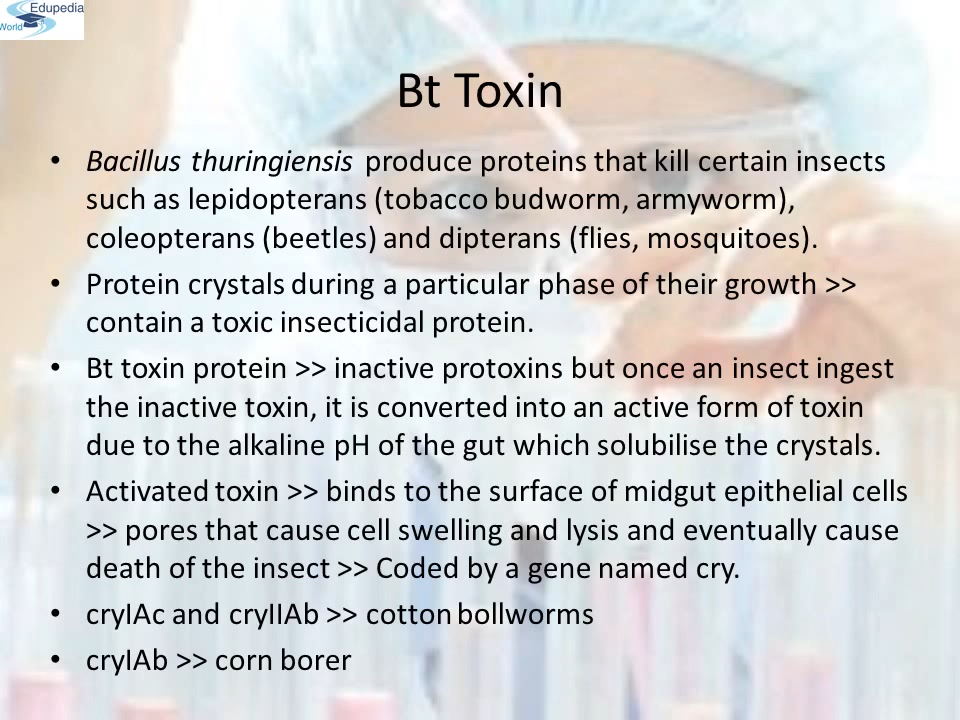 Edupedia
World
Bt Toxin
• Bacillus thuringiensis produce proteins that kill certain insects
such as lepidopterans (tobacco budworm, armyworm),
coleopterans (beetles) and dipterans (flies, mosquitoes).
• Protein crystals during a particular phase of their growth >>
contain a toxic insecticidal protein.
• Bt toxin protein >> inactive protoxins but once an insect ingest
the inactive toxin, it is converted into an active form of toxin
due to the alkaline pH of the gut which solubilise the crystals.
• Activated toxin >> binds to the surface of midgut epithelial cells
>> pores that cause cell swelling and lysis and eventually cause
death of the insect >> Coded by a gene named cry.
• cryIAc and cryIIAb >> cotton bollworms
• cryIAb >> corn borer